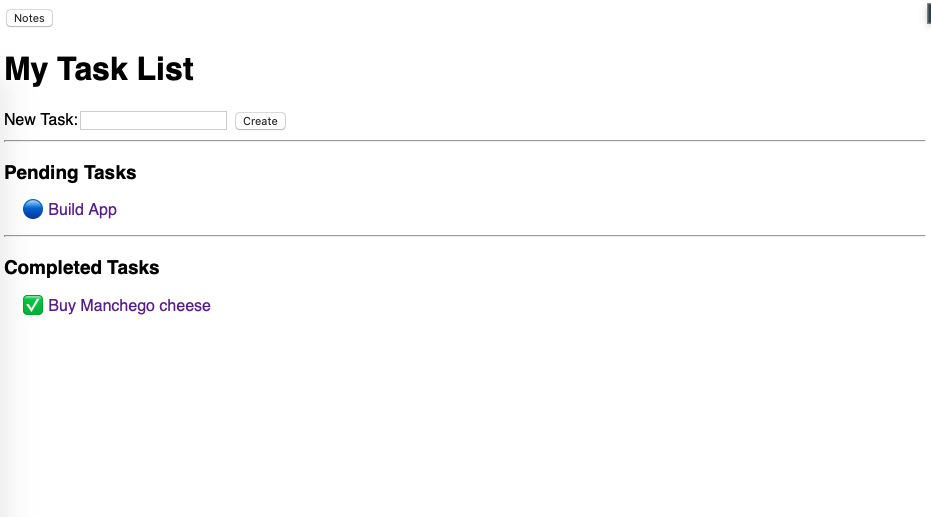 Notes
My Task List
New Task: Create
Pending Tasks
Build App
Completed Tasks
Buy Manchego cheese